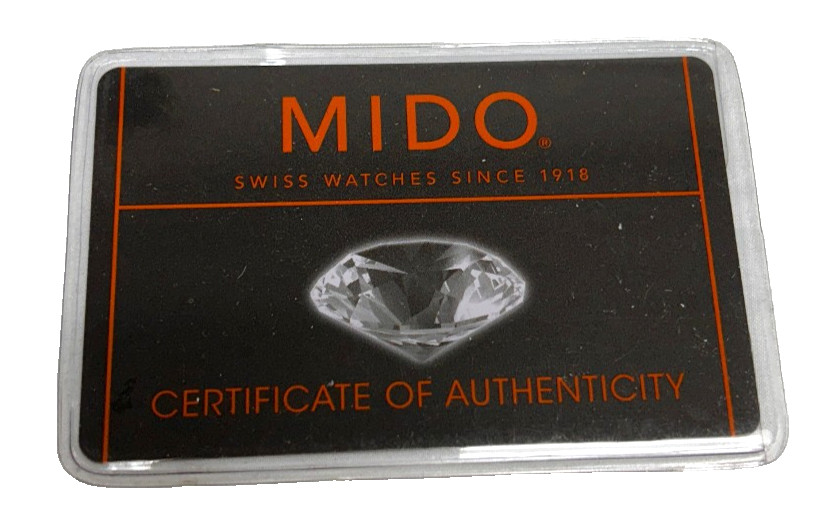 MIDO®
SWISS WATCHES SINCE 1918
CERTIFICATE OF AUTHENTICITY